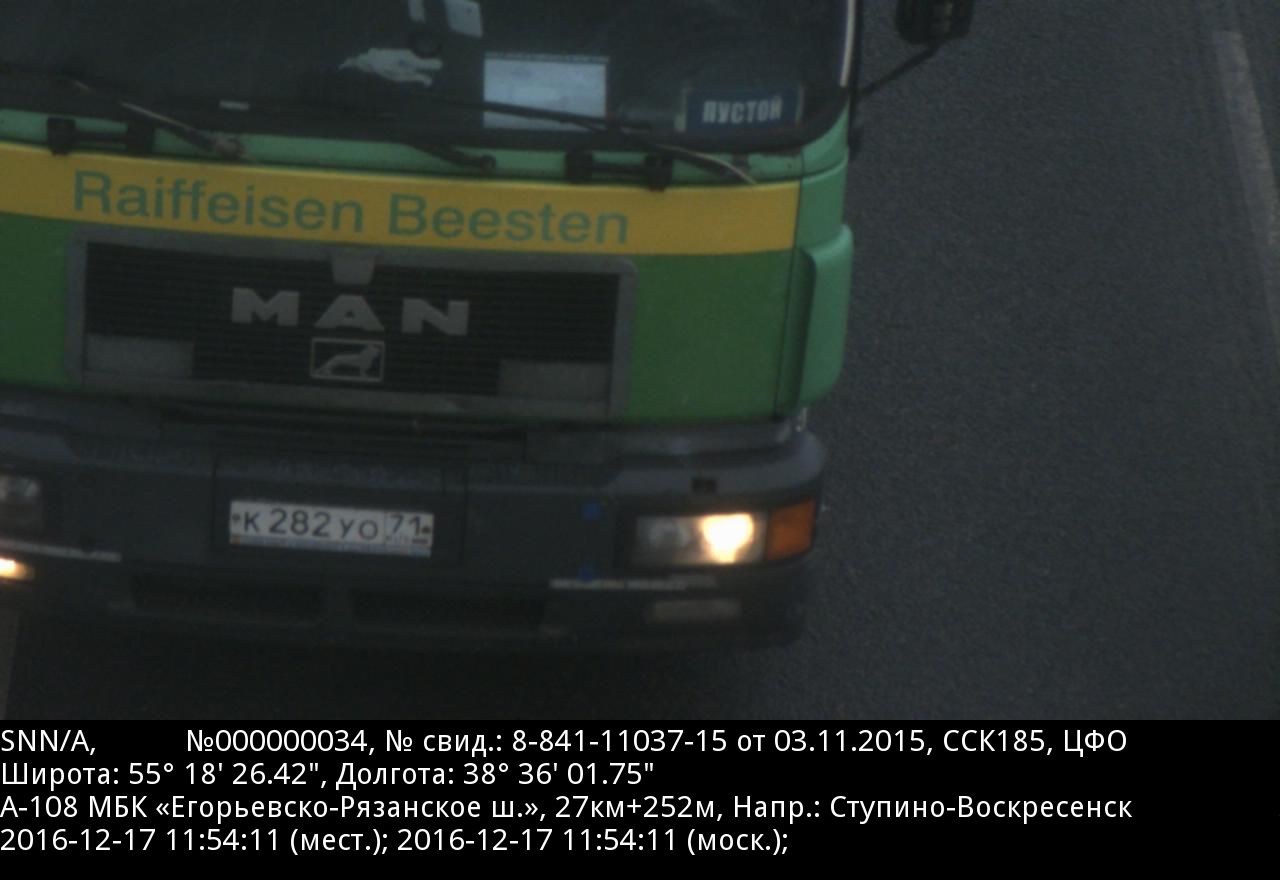 ПУСТОЙ
Raiffeisen Beesten
MAN
К 282 УО 71
SNN/A, №000000034, № свид.: 8-841-11037-15 от 03.11.2015, ССК185, ЦФО
Широта: 55° 18' 26.42", Долгота: 38° 36' 01.75"
А-108 МБК «Егорьевско-Рязанское ш.», 27км+252м, Напр.: Ступино-Воскресенск
2016-12-17 11:54:11 (мест.); 2016-12-17 11:54:11 (моск.);